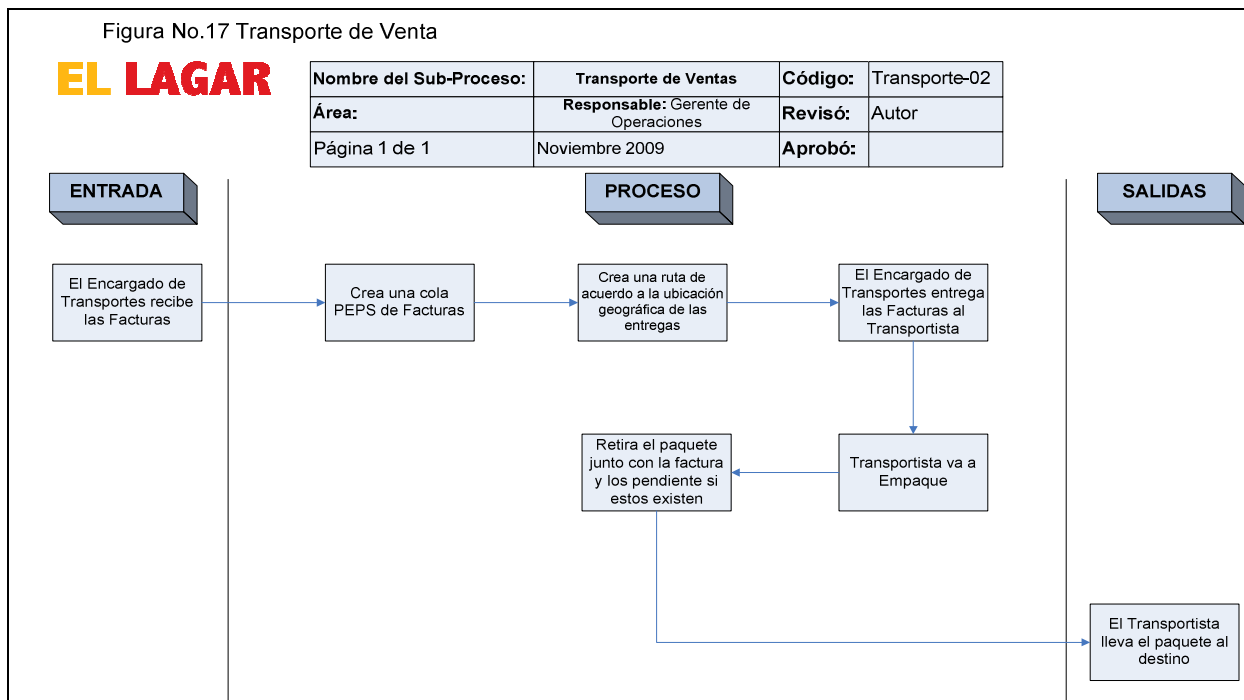 Figura No.17 Transporte de Venta
EL LAGAR
Nombre del Sub-Proceso:
Transporte de Ventas
Código:
Transporte-02
Área:
Responsable: Gerente de
Operaciones
Revisó:
Autor
Página 1 de 1
Noviembre 2009
Aprobó:
ENTRADA
PROCESO
SALIDAS
El Encargado de
Transportes recibe
las Facturas
Crea una cola
PEPS de Facturas
Crea una ruta de
acuerdo a la ubicación
geográfica de las
entregas
El Encargado de
Transportes entrega
las Facturas al
Transportista
Retira el paquete
junto con la factura
y los pendiente si
estos existen
Transportista va a
Empaque
El Transportista
lleva el paquete al
destino